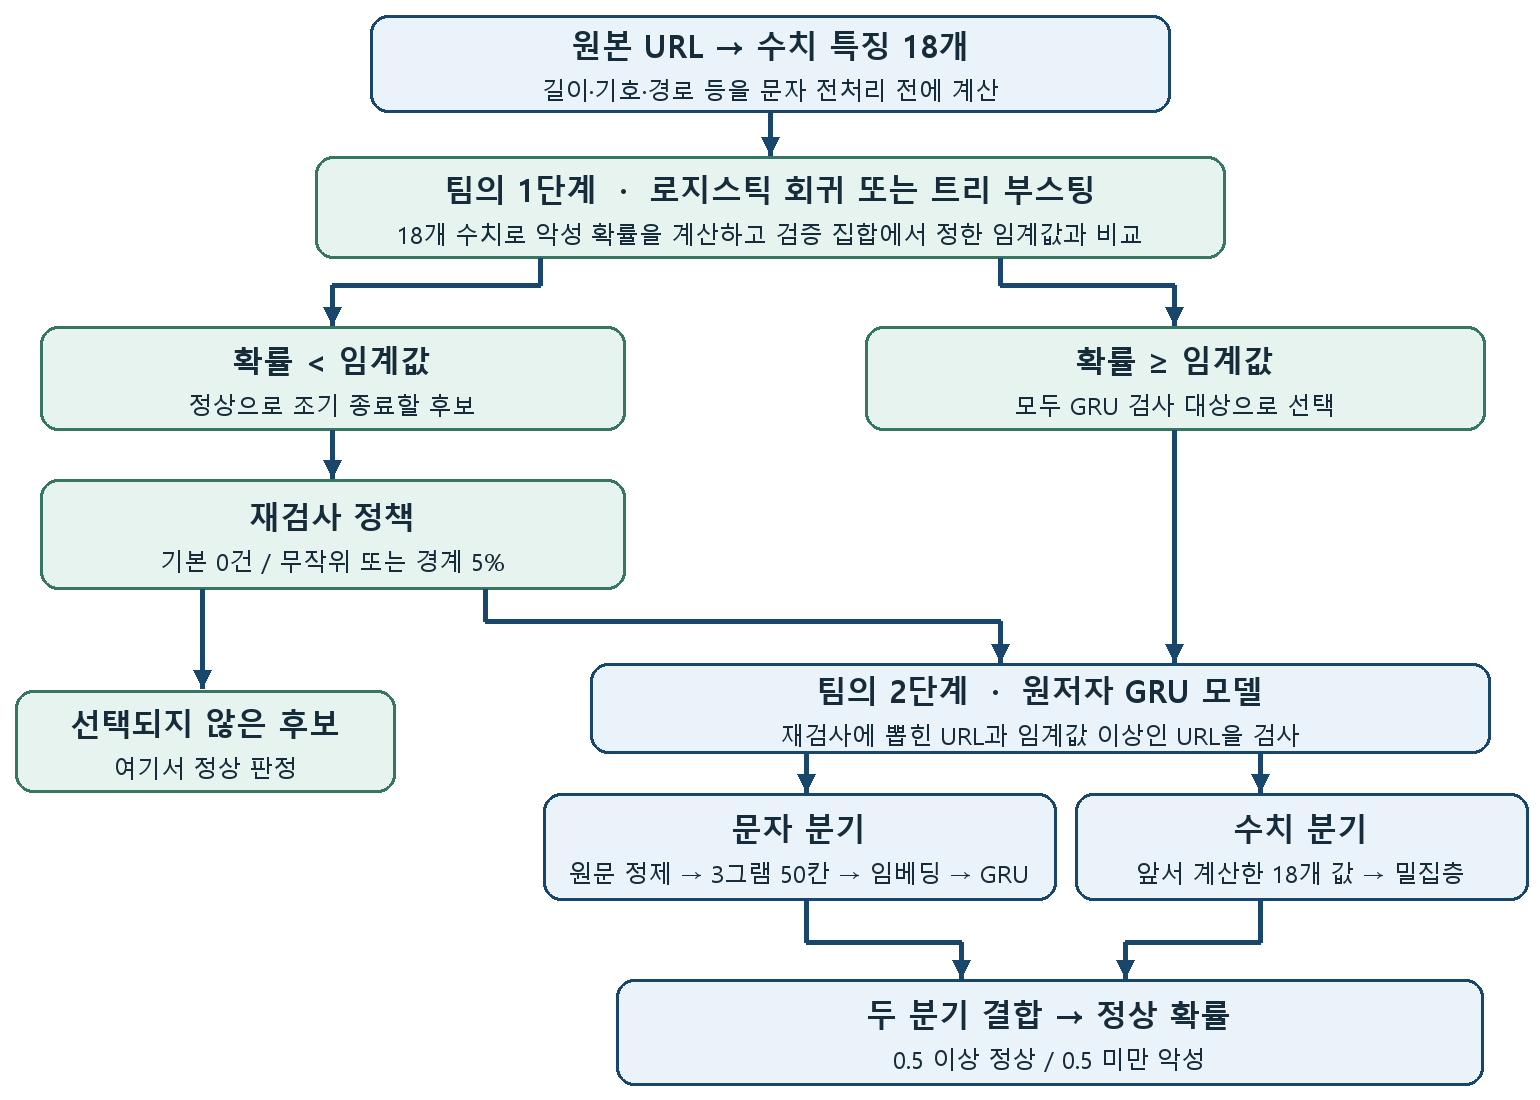 원본 URL → 수치 특징 18개
길이·기호·경로 등을 문자 전처리 전에 계산
팀의 1단계 · 로지스틱 회귀 또는 트리 부스팅
18개 수치로 악성 확률을 계산하고 검증 집합에서 정한 임계값과 비교
확률 < 임계값
정상으로 조기 종료할 후보
확률 ≥ 임계값
모두 GRU 검사 대상으로 선택
재검사 정책
기본 0건 / 무작위 또는 경계 5%
선택되지 않은 후보
여기서 정상 판정
팀의 2단계 · 원저자 GRU 모델
재검사에 뽑힌 URL과 임계값 이상인 URL을 검사
문자 분기
원문 정제 → 3그램 50칸 → 임베딩 → GRU
수치 분기
앞서 계산한 18개 값 → 밀집층
두 분기 결합 → 정상 확률
0.5 이상 정상 / 0.5 미만 악성